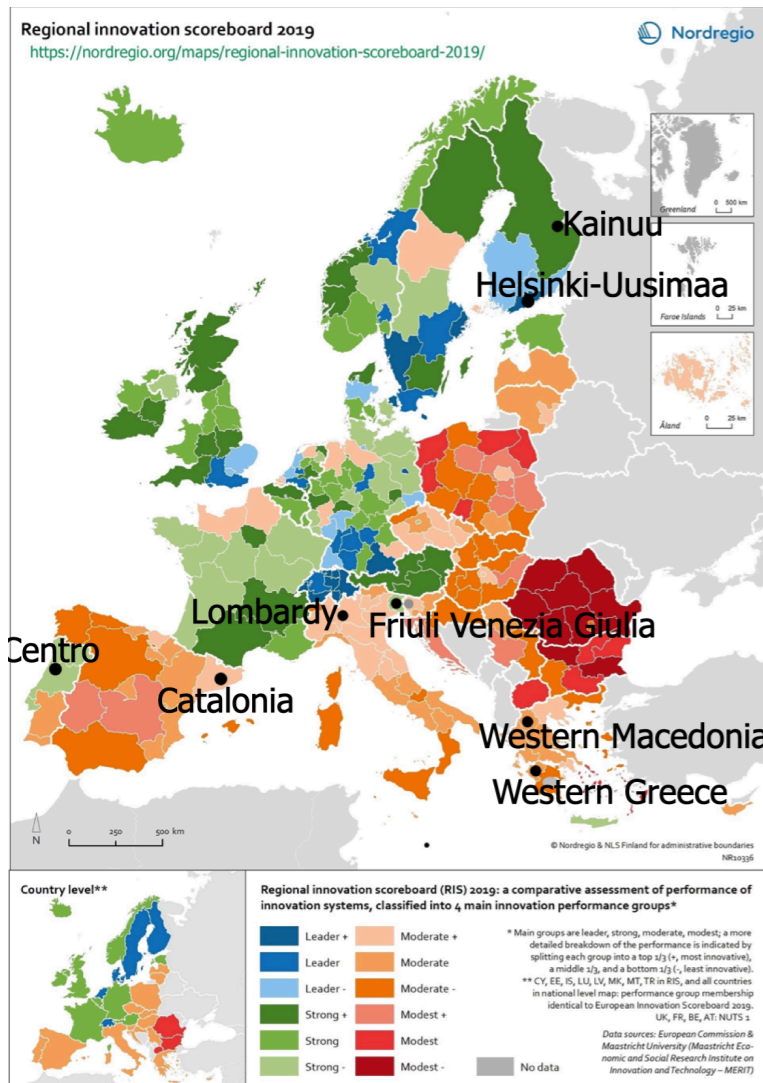 Regional innovation scoreboard 2019
https://nordregio.org/maps/regional-innovation-scoreboard-2019/
Nordregio
Greenland
0 500 km
Kainuu
Helsinki-Uusimaa
Faroe Islands
0 25 km
Åland
0 25 km
Lombardy
Friuli Venezia Giulia
Centro
Catalonia
Western Macedonia
Western Greece
N
0 250 500 km
© Nordregio & NLS Finland for administrative boundaries
NR10336
Country level**
Regional innovation scoreboard (RIS) 2019: a comparative assessment of performance of
innovation systems, classified into 4 main innovation performance groups*
Leader +
Leader
Leader -
Strong +
Strong
Strong -
Moderate +
Moderate
Moderate -
Modest +
Modest
Modest -
No data
* Main groups are leader, strong, moderate, modest; a more
detailed breakdown of the performance is indicated by
splitting each group into a top 1/3 (+, most innovative),
a middle 1/3, and a bottom 1/3 (-, least innovative).
** CY, EE, IS, LU, LV, MK, MT, TR in RIS, and all countries
in national level map: performance group membership
identical to European Innovation Scoreboard 2019.
UK, FR, BE, AT: NUTS 1
Data sources: European Commission &
Maastricht University (Maastricht Eco-
nomic and Social Research Institute on
Innovation and Technology – MERIT)